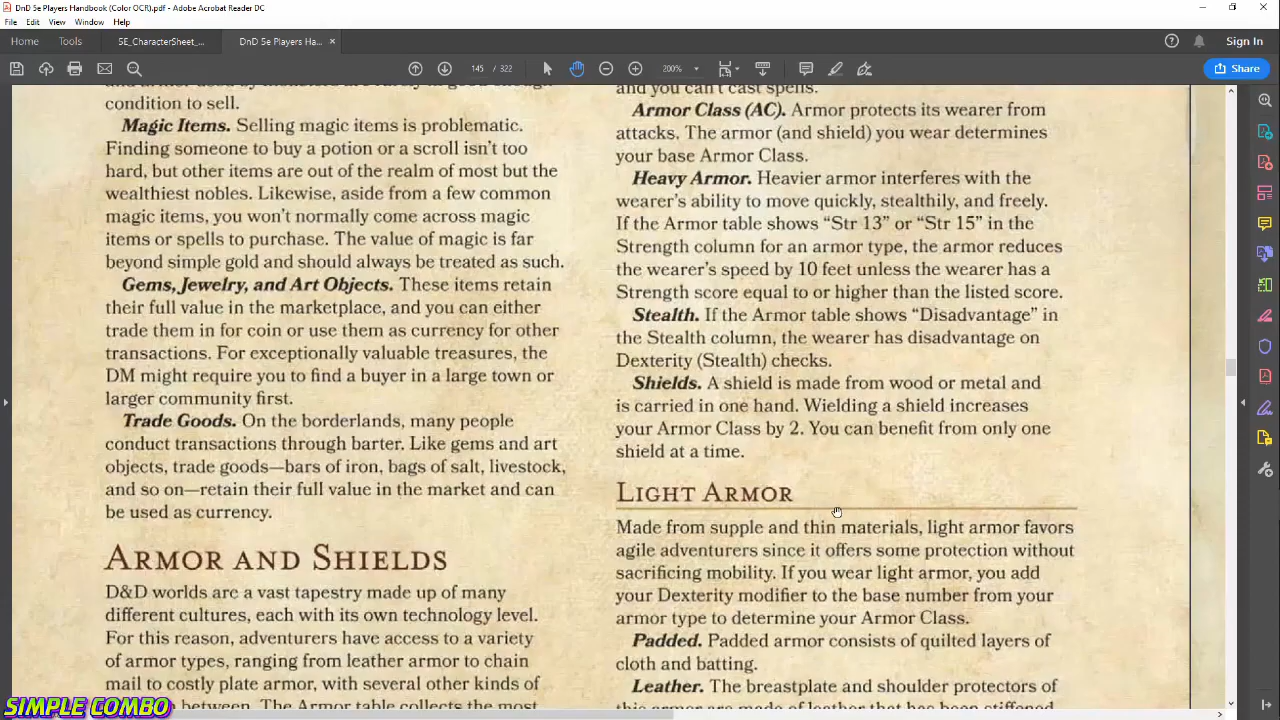 DnD 5e Players Handbook (Color OCR).pdf - Adobe Acrobat Reader DC
File Edit View Window Help
Home Tools 5E_CharacterSheet_... DnD 5e Players Ha... × Sign In
145 / 322 200% Share
condition to sell.
Magic Items. Selling magic items is problematic.
Finding someone to buy a potion or a scroll isn't too
hard, but other items are out of the realm of most but the
wealthiest nobles. Likewise, aside from a few common
magic items, you won't normally come across magic
items or spells to purchase. The value of magic is far
beyond simple gold and should always be treated as such.
Gems, Jewelry, and Art Objects. These items retain
their full value in the marketplace, and you can either
trade them in for coin or use them as currency for other
transactions. For exceptionally valuable treasures, the
DM might require you to find a buyer in a large town or
larger community first.
Trade Goods. On the borderlands, many people
conduct transactions through barter. Like gems and art
objects, trade goods—bars of iron, bags of salt, livestock,
and so on—retain their full value in the market and can
be used as currency.
ARMOR AND SHIELDS
D&D worlds are a vast tapestry made up of many
different cultures, each with its own technology level.
For this reason, adventurers have access to a variety
of armor types, ranging from leather armor to chain
mail to costly plate armor, with several other kinds of
between. The Armor table collects the most
and you can't cast spells.
Armor Class (AC). Armor protects its wearer from
attacks. The armor (and shield) you wear determines
your base Armor Class.
Heavy Armor. Heavier armor interferes with the
wearer's ability to move quickly, stealthily, and freely.
If the Armor table shows “Str 13” or “Str 15” in the
Strength column for an armor type, the armor reduces
the wearer's speed by 10 feet unless the wearer has a
Strength score equal to or higher than the listed score.
Stealth. If the Armor table shows “Disadvantage” in
the Stealth column, the wearer has disadvantage on
Dexterity (Stealth) checks.
Shields. A shield is made from wood or metal and
is carried in one hand. Wielding a shield increases
your Armor Class by 2. You can benefit from only one
shield at a time.
LIGHT ARMOR
Made from supple and thin materials, light armor favors
agile adventurers since it offers some protection without
sacrificing mobility. If you wear light armor, you add
your Dexterity modifier to the base number from your
armor type to determine your Armor Class.
Padded. Padded armor consists of quilted layers of
cloth and batting.
Leather. The breastplate and shoulder protectors of
this armor are made of leather that has been stiffened
SIMPLE COMBO